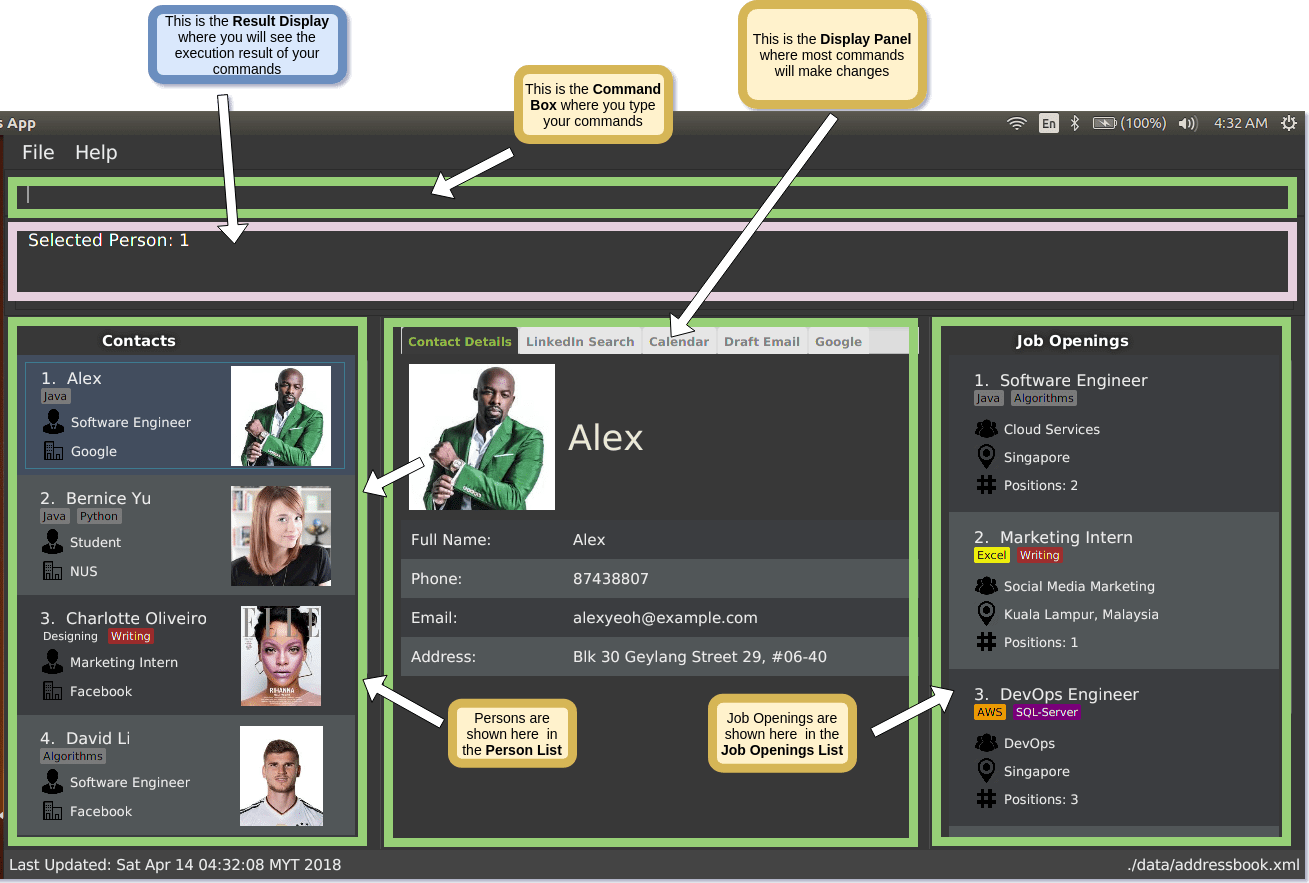 This is the Result Display
where you will see the
execution result of your
commands
This is the Command
Box where you type
your commands
This is the Display Panel
where most commands
will make changes
s App
En
(100%)
4:32 AM
File Help
Selected Person: 1
Contacts
1. Alex
Java
Software Engineer
Google
2. Bernice Yu
Java Python
Student
NUS
3. Charlotte Oliveiro
Designing Writing
Marketing Intern
Facebook
ELLE
RIHANNA
4. David Li
Algorithms
Software Engineer
Facebook
Contact Details LinkedIn Search Calendar Draft Email Google
Alex
Full Name: Alex
Phone: 87438807
Email: alexyeoh@example.com
Address: Blk 30 Geylang Street 29, #06-40
Persons are
shown here in
the Person List
Job Openings are
shown here in the
Job Openings List
Job Openings
1. Software Engineer
Java Algorithms
Cloud Services
Singapore
Positions: 2
2. Marketing Intern
Excel Writing
Social Media Marketing
Kuala Lampur, Malaysia
Positions: 1
3. DevOps Engineer
AWS SQL-Server
DevOps
Singapore
Positions: 3
Last Updated: Sat Apr 14 04:32:08 MYT 2018
./data/addressbook.xml